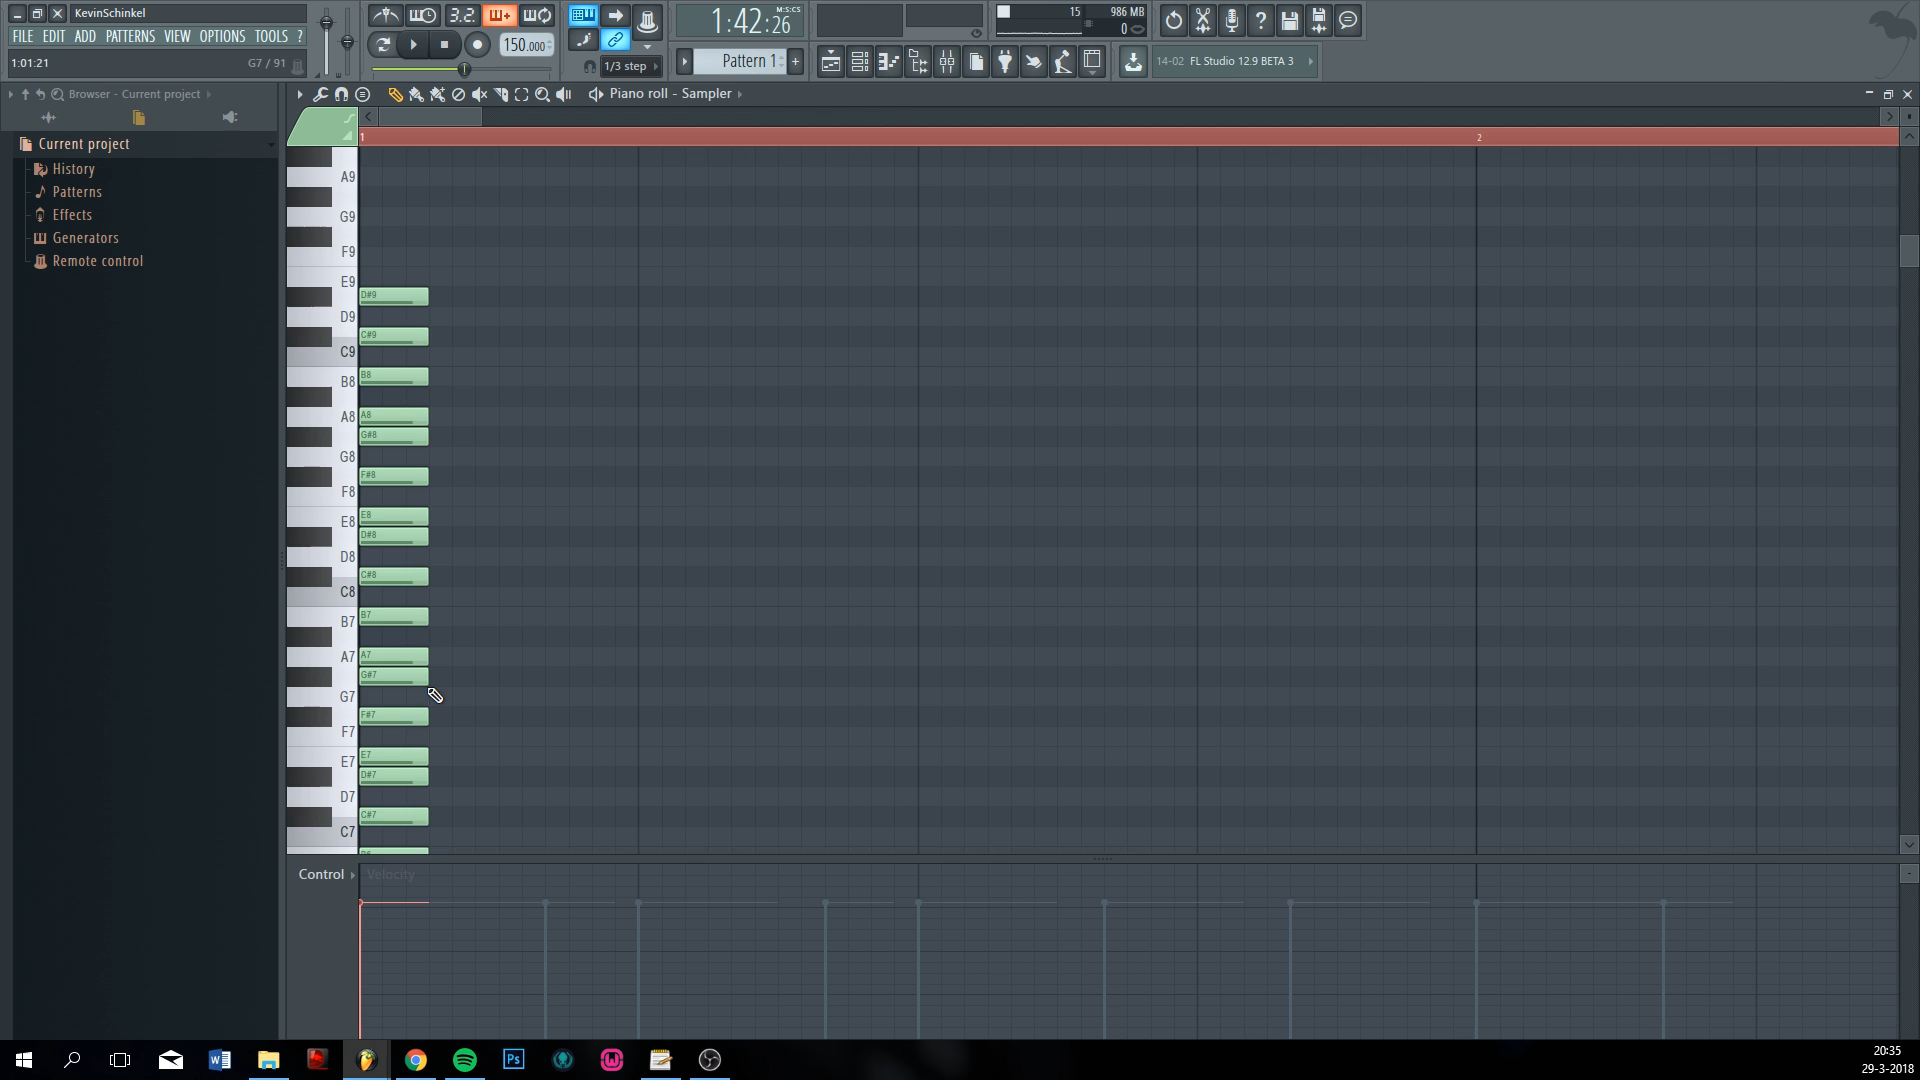 KevinSchinkel
FILE EDIT ADD PATTERNS VIEW OPTIONS TOOLS ?
1:01:21 G7 / 91
3.2.
150.000
1/3 step
M:S:CS
1:42:26
Pattern 1
+
15 986 MB
0
?
14-02 FL Studio 12.9 BETA 3
Browser - Current project
Current project
History
Patterns
Effects
Generators
Remote control
Piano roll - Sampler
1 2
A9
G9
F9
E9
D#9
D9
C#9
C9
B8 B8
A8 A8
G#8
G8
F#8
F8
E8 E8
D#8
D8
C#8
C8
B7 B7
A7 A7
G#7
G7
F#7
F7
E7 E7
D#7
D7
C#7
C7
Control Velocity
Ps
20:35
29-3-2018